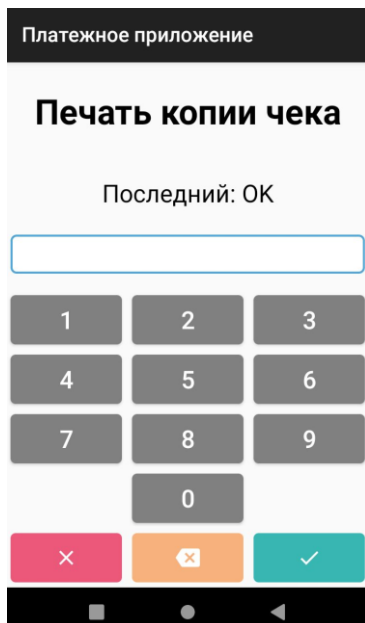 Платежное приложение
Печать копии чека
Последний: OK
1 2 3
4 5 6
7 8 9
0